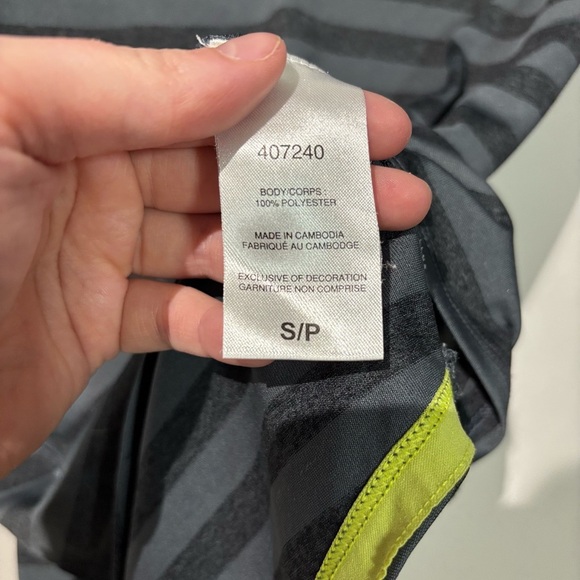 407240
BODY/CORPS :
100% POLYESTER
MADE IN CAMBODIA
FABRIQUÉ AU CAMBODGE
EXCLUSIVE OF DECORATION
GARNITURE NON COMPRISE
S/P